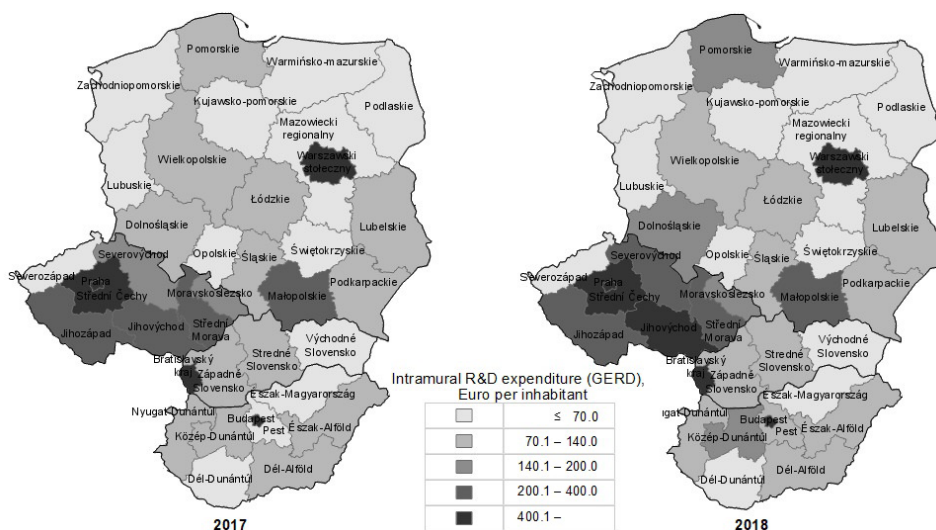 Pomorskie
Warmińsko-mazurskie
Zachodniopomorskie
Kujawsko-pomorskie
Podlaskie
Mazowiecki
regionalny
Warszawski
stołeczny
Wielkopolskie
Lubuskie
Łódzkie
Dolnośląskie
Lubelskie
Opolskie
Śląskie
Świętokrzyskie
Severovýchod
Severozápad
Praha
Střední Čechy
Moravskoslezsko
Małopolskie
Podkarpackie
Jihozápad
Jihovýchod
Střední
Morava
Bratislavský
kraj
Západné
Slovensko
Stredné
Slovensko
Východné
Slovensko
Észak-Magyarország
Nyugat-Dunántúl
Budapest
Pest
Közép-Dunántúl
Észak-Alföld
Dél-Dunántúl
Dél-Alföld
2017
Intramural R&D expenditure (GERD),
Euro per inhabitant
≤ 70.0
70.1 – 140.0
140.1 – 200.0
200.1 – 400.0
400.1 –
Pomorskie
Warmińsko-mazurskie
Zachodniopomorskie
Kujawsko-pomorskie
Podlaskie
Mazowiecki
regionalny
Warszawski
stołeczny
Wielkopolskie
Lubuskie
Łódzkie
Dolnośląskie
Lubelskie
Opolskie
Śląskie
Świętokrzyskie
Severovýchod
Severozápad
Praha
Střední Čechy
Moravskoslezsko
Małopolskie
Podkarpackie
Jihozápad
Jihovýchod
Střední
Morava
Bratislavský
kraj
Západné
Slovensko
Stredné
Slovensko
Východné
Slovensko
Észak-Magyarország
ugat-Dunántúl
Budapest
Pest
Közép-Dunántúl
Észak-Alföld
Dél-Dunántúl
Dél-Alföld
2018